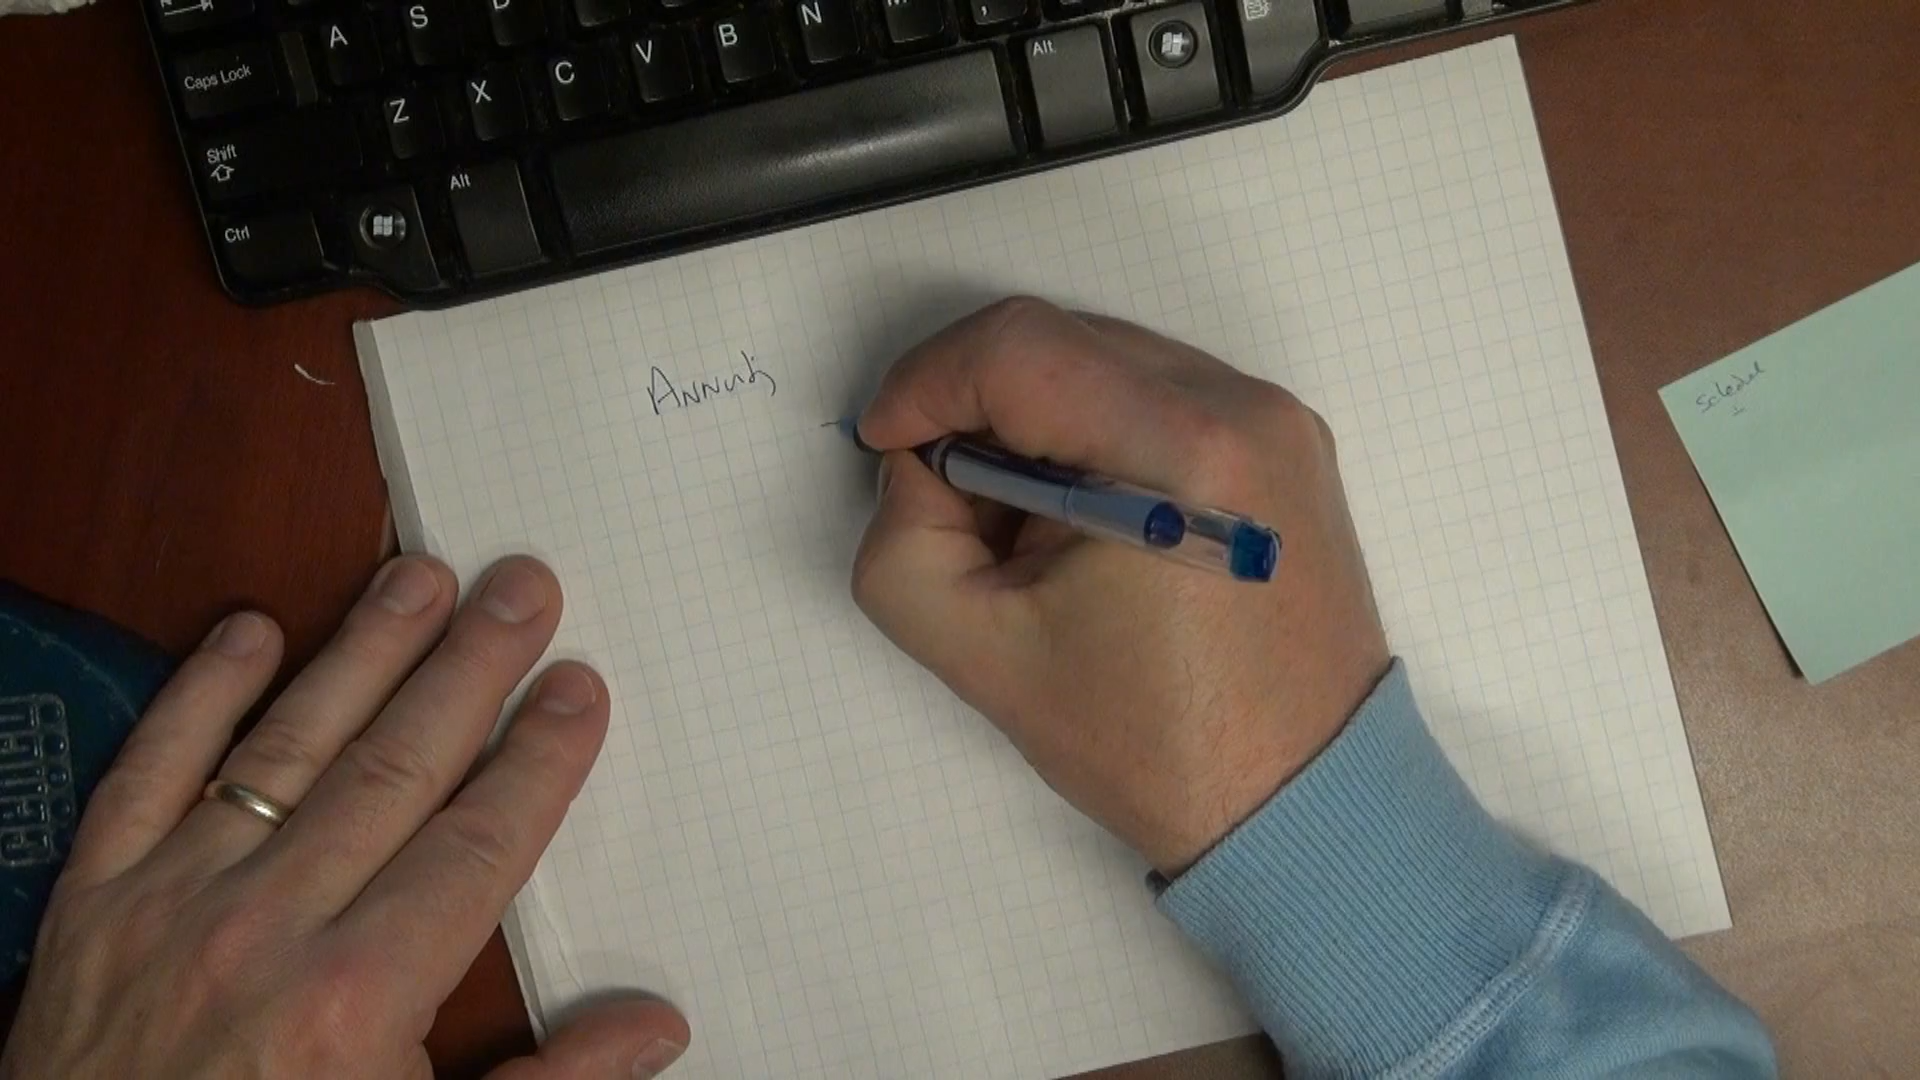 A S
N
Caps Lock
Z X C V B
Alt
Shift
Alt
Ctrl
Annuity